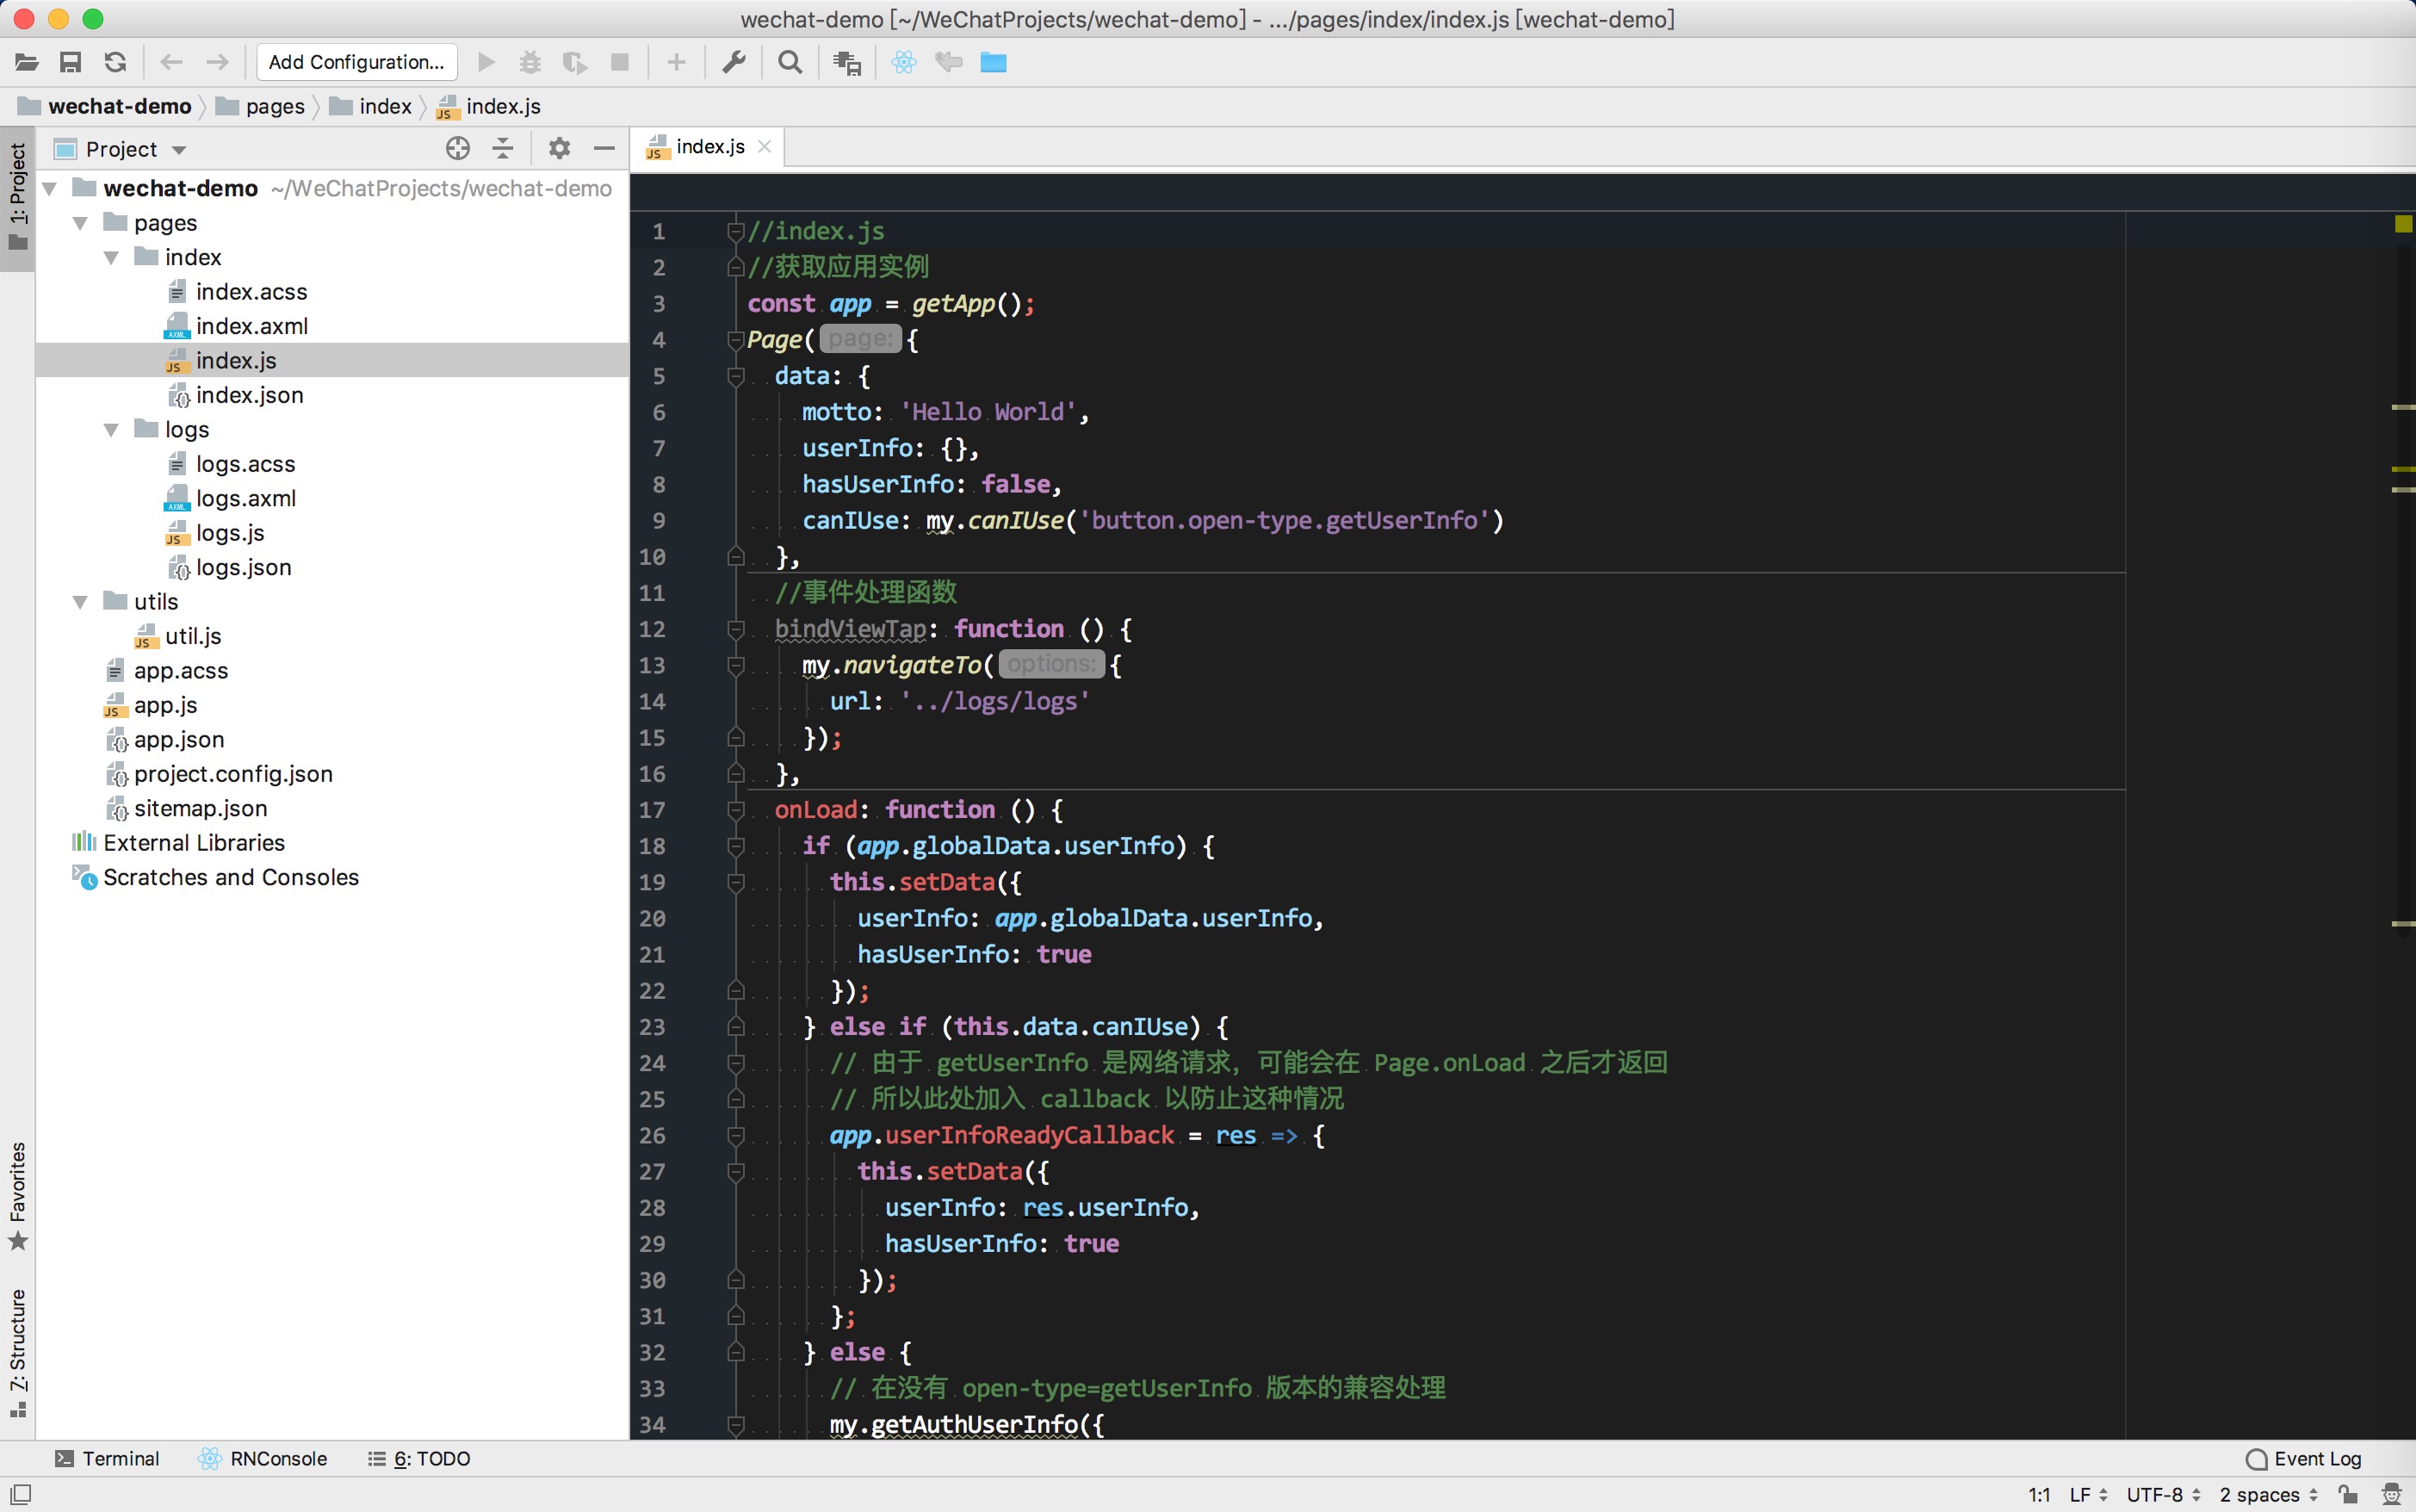 wechat-demo [~/WeChatProjects/wechat-demo] - .../pages/index/index.js [wechat-demo]
Add Configuration...
wechat-demo pages index index.js
1: Project
Project
wechat-demo ~/WeChatProjects/wechat-demo
pages
index
index.acss
index.axml
index.js
index.json
logs
logs.acss
logs.axml
logs.js
logs.json
utils
util.js
app.acss
app.js
app.json
project.config.json
sitemap.json
External Libraries
Scratches and Consoles
Favorites
Z: Structure
index.js
1 //index.js
2 //获取应用实例
3 const app = getApp();
4 Page( page: {
5 data: {
6 motto: 'Hello World',
7 userInfo: {},
8 hasUserInfo: false,
9 canIUse: my.canIUse('button.open-type.getUserInfo')
10 },
11 //事件处理函数
12 bindViewTap: function () {
13 my.navigateTo( options: {
14 url: '../logs/logs'
15 });
16 },
17 onLoad: function () {
18 if (app.globalData.userInfo) {
19 this.setData({
20 userInfo: app.globalData.userInfo,
21 hasUserInfo: true
22 });
23 } else if (this.data.canIUse) {
24 // 由于 getUserInfo 是网络请求，可能会在 Page.onLoad 之后才返回
25 // 所以此处加入 callback 以防止这种情况
26 app.userInfoReadyCallback = res => {
27 this.setData({
28 userInfo: res.userInfo,
29 hasUserInfo: true
30 });
31 };
32 } else {
33 // 在没有 open-type=getUserInfo 版本的兼容处理
34 my.getAuthUserInfo({
Terminal RNConsole 6: TODO Event Log
1:1 LF UTF-8 2 spaces